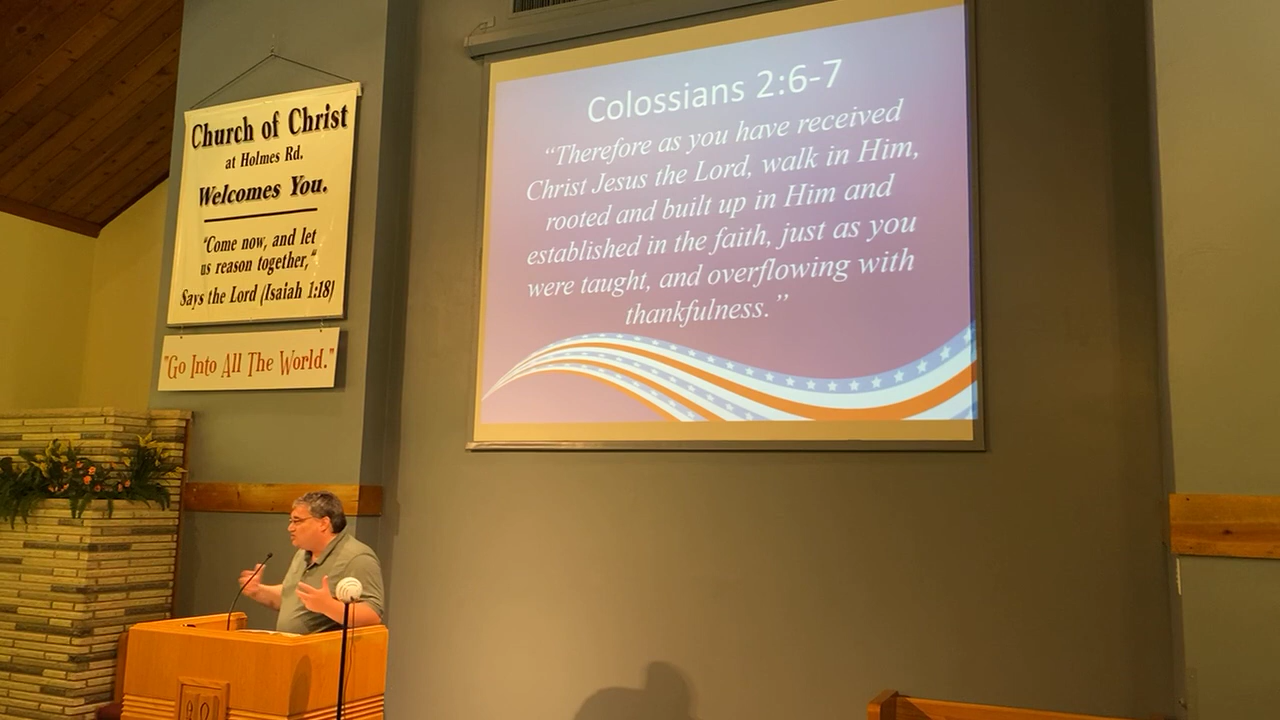 Church of Christ
at Holmes Rd.
Welcomes You.
"Come now, and let
us reason together,"
Says the Lord (Isaiah 1:18)
"Go Into All The World."
Colossians 2:6-7
“Therefore as you have received
Christ Jesus the Lord, walk in Him,
rooted and built up in Him and
established in the faith, just as you
were taught, and overflowing with
thankfulness.”